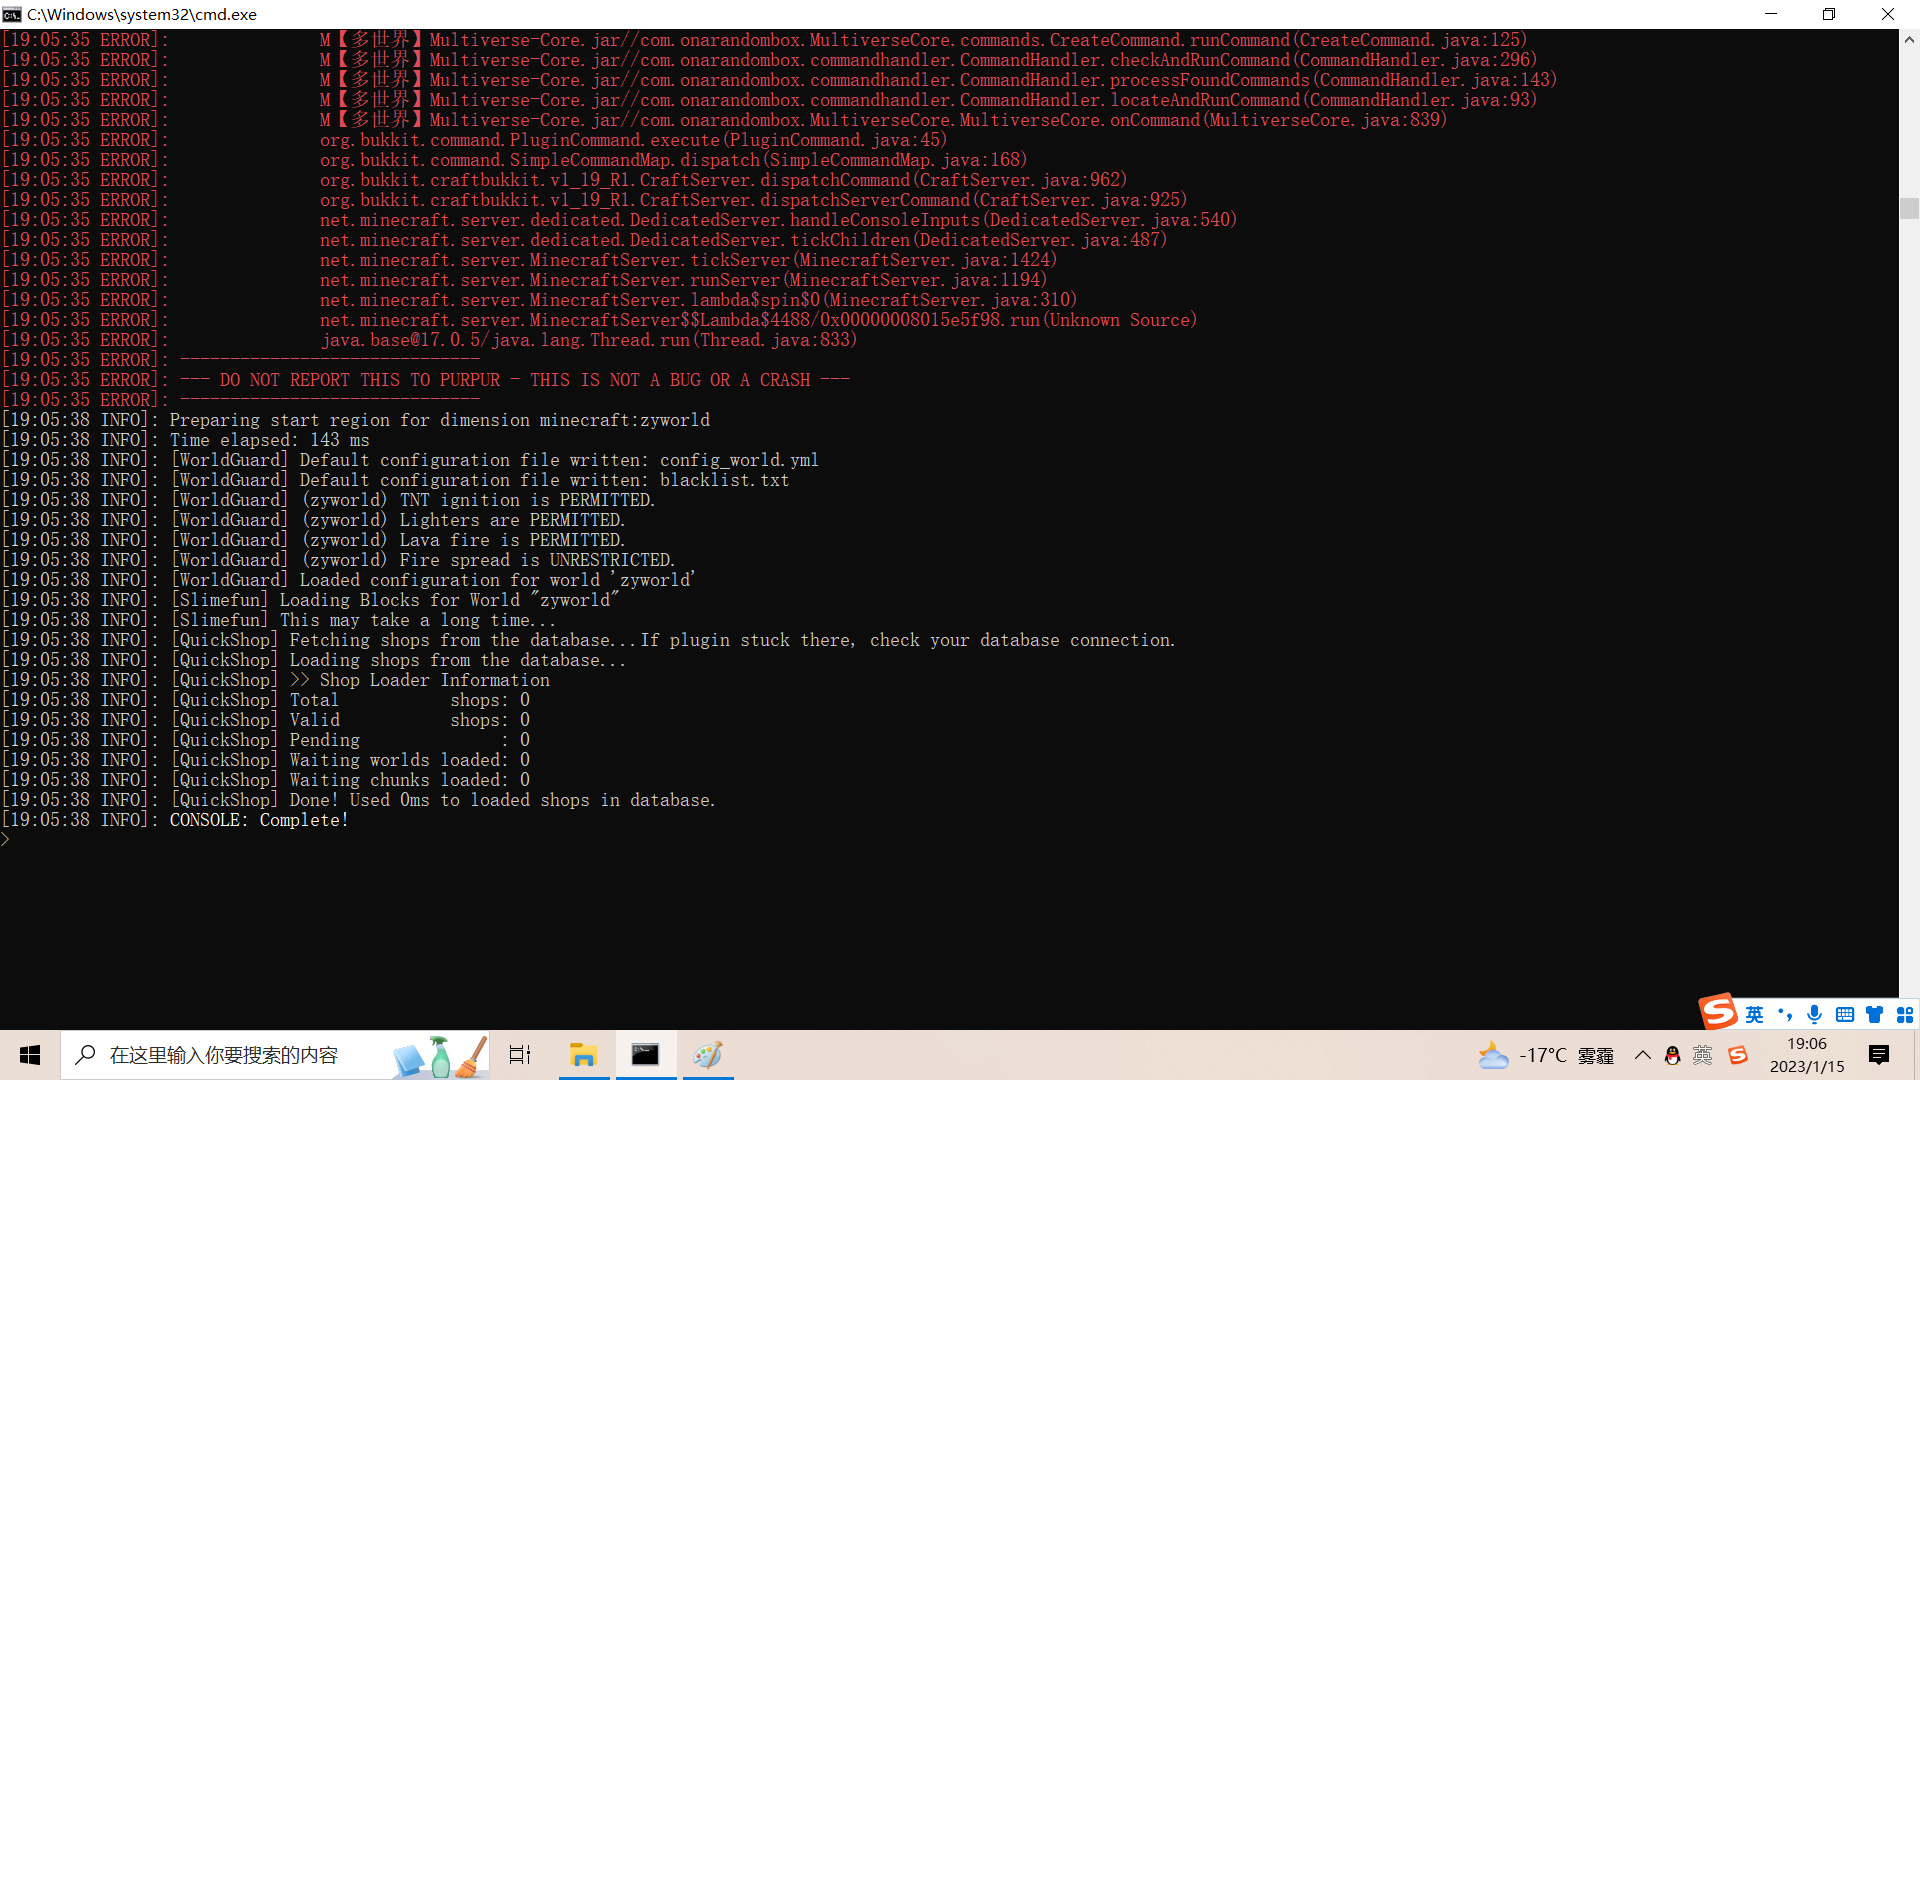 C:\Windows\system32\cmd.exe
[19:05:35 ERROR]: M【多世界】Multiverse-Core.jar//com.onarandombox.MultiverseCore.commands.CreateCommand.runCommand(CreateCommand.java:125)
[19:05:35 ERROR]: M【多世界】Multiverse-Core.jar//com.onarandombox.commandhandler.CommandHandler.checkAndRunCommand(CommandHandler.java:296)
[19:05:35 ERROR]: M【多世界】Multiverse-Core.jar//com.onarandombox.commandhandler.CommandHandler.processFoundCommands(CommandHandler.java:143)
[19:05:35 ERROR]: M【多世界】Multiverse-Core.jar//com.onarandombox.commandhandler.CommandHandler.locateAndRunCommand(CommandHandler.java:93)
[19:05:35 ERROR]: M【多世界】Multiverse-Core.jar//com.onarandombox.MultiverseCore.MultiverseCore.onCommand(MultiverseCore.java:839)
[19:05:35 ERROR]: org.bukkit.command.PluginCommand.execute(PluginCommand.java:45)
[19:05:35 ERROR]: org.bukkit.command.SimpleCommandMap.dispatch(SimpleCommandMap.java:168)
[19:05:35 ERROR]: org.bukkit.craftbukkit.v1_19_R1.CraftServer.dispatchCommand(CraftServer.java:962)
[19:05:35 ERROR]: org.bukkit.craftbukkit.v1_19_R1.CraftServer.dispatchServerCommand(CraftServer.java:925)
[19:05:35 ERROR]: net.minecraft.server.dedicated.DedicatedServer.handleConsoleInputs(DedicatedServer.java:540)
[19:05:35 ERROR]: net.minecraft.server.dedicated.DedicatedServer.tickChildren(DedicatedServer.java:487)
[19:05:35 ERROR]: net.minecraft.server.MinecraftServer.tickServer(MinecraftServer.java:1424)
[19:05:35 ERROR]: net.minecraft.server.MinecraftServer.runServer(MinecraftServer.java:1194)
[19:05:35 ERROR]: net.minecraft.server.MinecraftServer.lambda$spin$0(MinecraftServer.java:310)
[19:05:35 ERROR]: net.minecraft.server.MinecraftServer$$Lambda$4488/0x00000008015e5f98.run(Unknown Source)
[19:05:35 ERROR]: java.base@17.0.5/java.lang.Thread.run(Thread.java:833)
[19:05:35 ERROR]: ------------------------------
[19:05:35 ERROR]: --- DO NOT REPORT THIS TO PURPUR - THIS IS NOT A BUG OR A CRASH ---
[19:05:35 ERROR]: ------------------------------
[19:05:38 INFO]: Preparing start region for dimension minecraft:zyworld
[19:05:38 INFO]: Time elapsed: 143 ms
[19:05:38 INFO]: [WorldGuard] Default configuration file written: config_world.yml
[19:05:38 INFO]: [WorldGuard] Default configuration file written: blacklist.txt
[19:05:38 INFO]: [WorldGuard] (zyworld) TNT ignition is PERMITTED.
[19:05:38 INFO]: [WorldGuard] (zyworld) Lighters are PERMITTED.
[19:05:38 INFO]: [WorldGuard] (zyworld) Lava fire is PERMITTED.
[19:05:38 INFO]: [WorldGuard] (zyworld) Fire spread is UNRESTRICTED.
[19:05:38 INFO]: [WorldGuard] Loaded configuration for world 'zyworld'
[19:05:38 INFO]: [Slimefun] Loading Blocks for World "zyworld"
[19:05:38 INFO]: [Slimefun] This may take a long time...
[19:05:38 INFO]: [QuickShop] Fetching shops from the database...If plugin stuck there, check your database connection.
[19:05:38 INFO]: [QuickShop] Loading shops from the database...
[19:05:38 INFO]: [QuickShop] >> Shop Loader Information
[19:05:38 INFO]: [QuickShop] Total shops: 0
[19:05:38 INFO]: [QuickShop] Valid shops: 0
[19:05:38 INFO]: [QuickShop] Pending : 0
[19:05:38 INFO]: [QuickShop] Waiting worlds loaded: 0
[19:05:38 INFO]: [QuickShop] Waiting chunks loaded: 0
[19:05:38 INFO]: [QuickShop] Done! Used 0ms to loaded shops in database.
[19:05:38 INFO]: CONSOLE: Complete!
>
英
在这里输入你要搜索的内容
-17°C 雾霾
英
19:06
2023/1/15